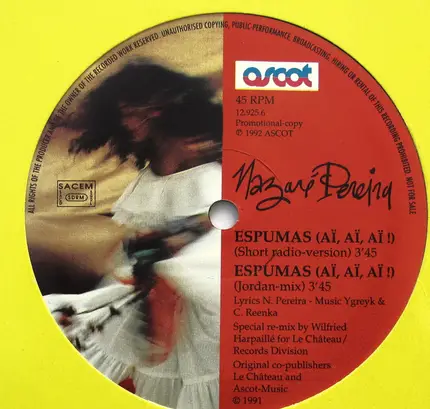 ALL RIGHTS OF THE PRODUCER AND OF THE OWNER OF THE RECORDED WORK RESERVED. UNAUTHORISED COPYING, PUBLIC PERFORMANCE, BROADCASTING, HIRING OR RENTAL OF THIS RECORDING PROHIBITED. NOT FOR SALE
ascot
45 RPM
12.925.6
Promotional-copy
© 1992 ASCOT
SACEM
SDRM
Nazaré Pereira
ESPUMAS (AÏ, AÏ, AÏ !)
(Short radio-version) 3'45
ESPUMAS (AÏ, AÏ, AÏ !)
(Jordan-mix) 3'45
Lyrics N. Pereira - Music Ygreyk &
C. Reenka
Special re-mix by Wilfried
Harpaillé for Le Château/
Records Division
Original co-publishers
Le Château and
Ascot-Music
© 1991